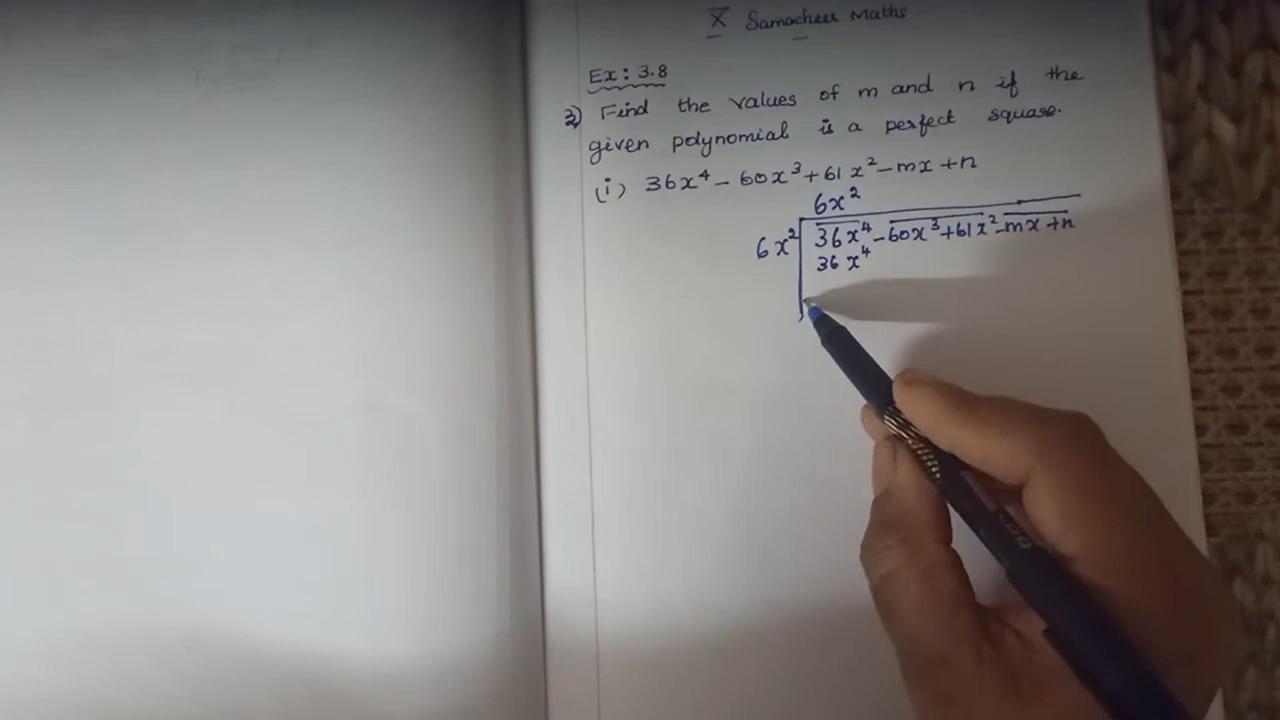 X Samacheer Maths
Ex: 3.8
3) Find the values of m and n if the
given polynomial is a perfect square.
(i) 36x⁴ - 60x³ + 61x² - mx + n
6x²
6x² 36x⁴ - 60x³ + 61x² - mx + n
36x⁴